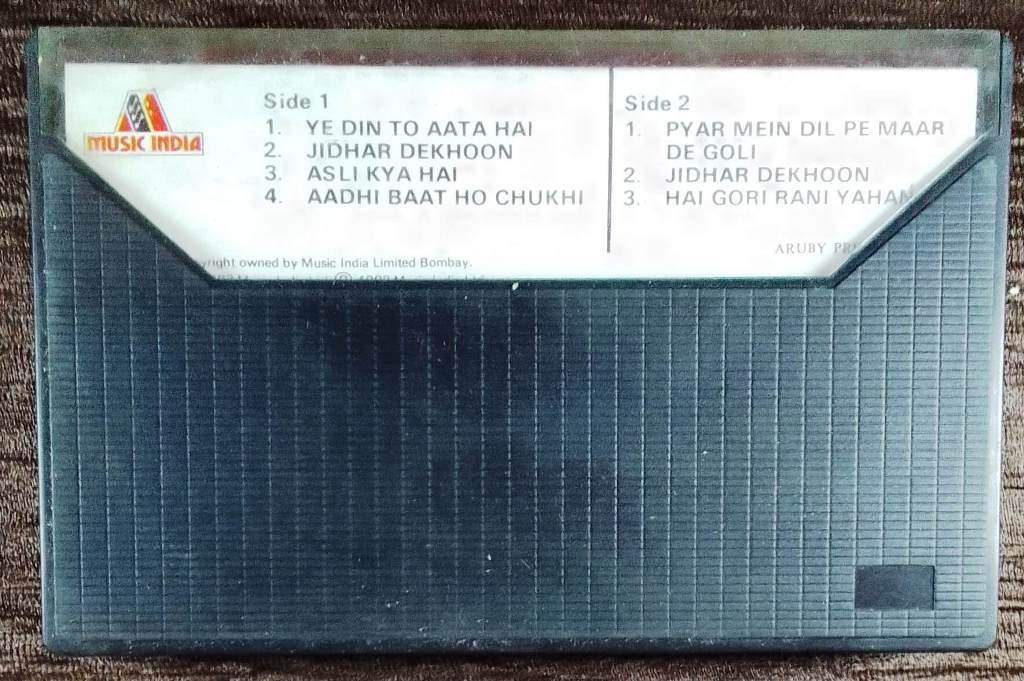 MUSIC INDIA
Side 1
1. YE DIN TO AATA HAI
2. JIDHAR DEKHOON
3. ASLI KYA HAI
4. AADHI BAAT HO CHUKHI
Side 2
1. PYAR MEIN DIL PE MAAR
DE GOLI
2. JIDHAR DEKHOON
3. HAI GORI RANI YAHAN
owned by Music India Limited Bombay.
ARUBY